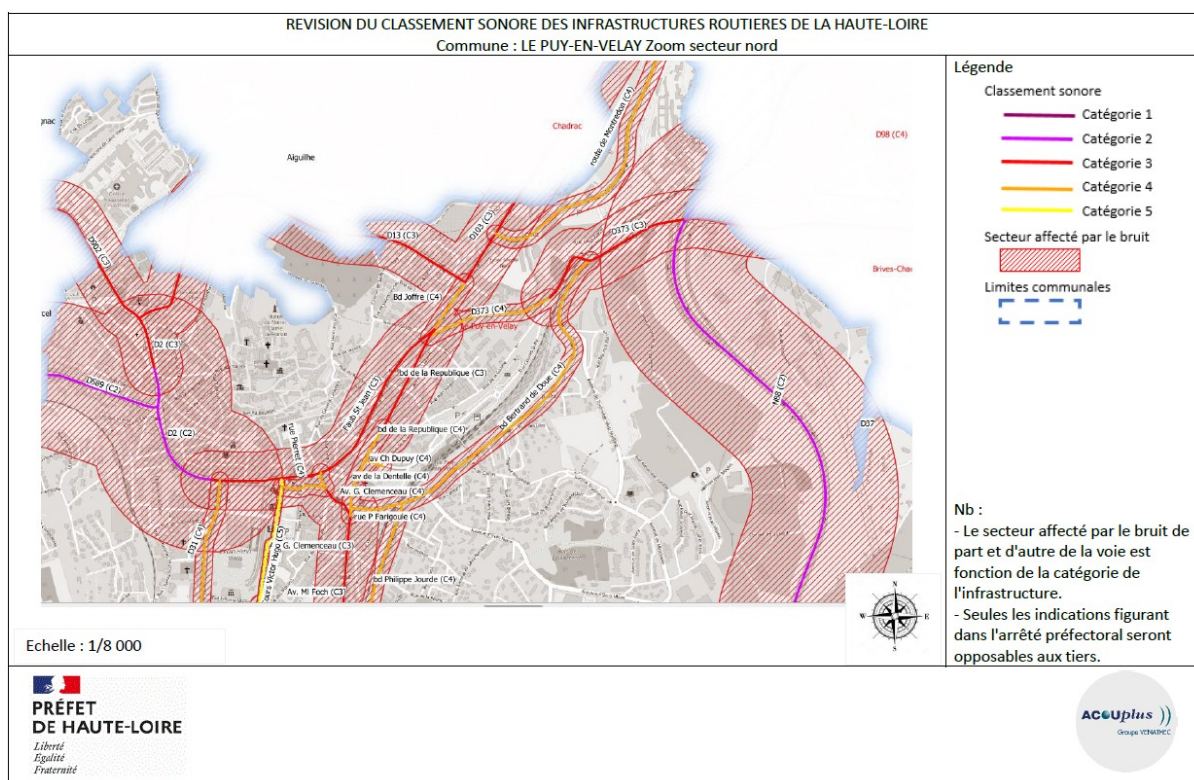 REVISION DU CLASSEMENT SONORE DES INFRASTRUCTURES ROUTIERES DE LA HAUTE-LOIRE
Commune : LE PUY-EN-VELAY Zoom secteur nord
Chadrac
Aiguilhe
route de Montredon (C4)
D98 (C4)
D902 (C3)
D13 (C3)
D103 (C3)
D373 (C3)
Brives-Cha
Bd Joffre (C4)
D373 (C4)
Le Puy-en-Velay
D2 (C3)
D589 (C2)
bd de la Republique (C3)
Faub St Jean (C3)
bd Bertrand de Doue (C4)
N88 (C2)
D37
D2 (C2)
rue Pierret (C4)
bd de la Republique (C4)
av Ch Dupuy (C4)
av de la Dentelle (C4)
Av. G. Clemenceau (C4)
rue P Farigoule (C4)
D31 (C4)
ours Victor Hugo (C5)
G. Clemenceau (C3)
bd Philippe Jourde (C4)
Av. Ml Foch (C3)
N
W
E
S
Echelle : 1/8 000
Légende
Classement sonore
Catégorie 1
Catégorie 2
Catégorie 3
Catégorie 4
Catégorie 5
Secteur affecté par le bruit
Limites communales
Nb :
- Le secteur affecté par le bruit de
part et d'autre de la voie est
fonction de la catégorie de
l'infrastructure.
- Seules les indications figurant
dans l'arrêté préfectoral seront
opposables aux tiers.
PRÉFET
DE HAUTE-LOIRE
Liberté
Égalité
Fraternité
ACOUplus
Groupe VENATHEC